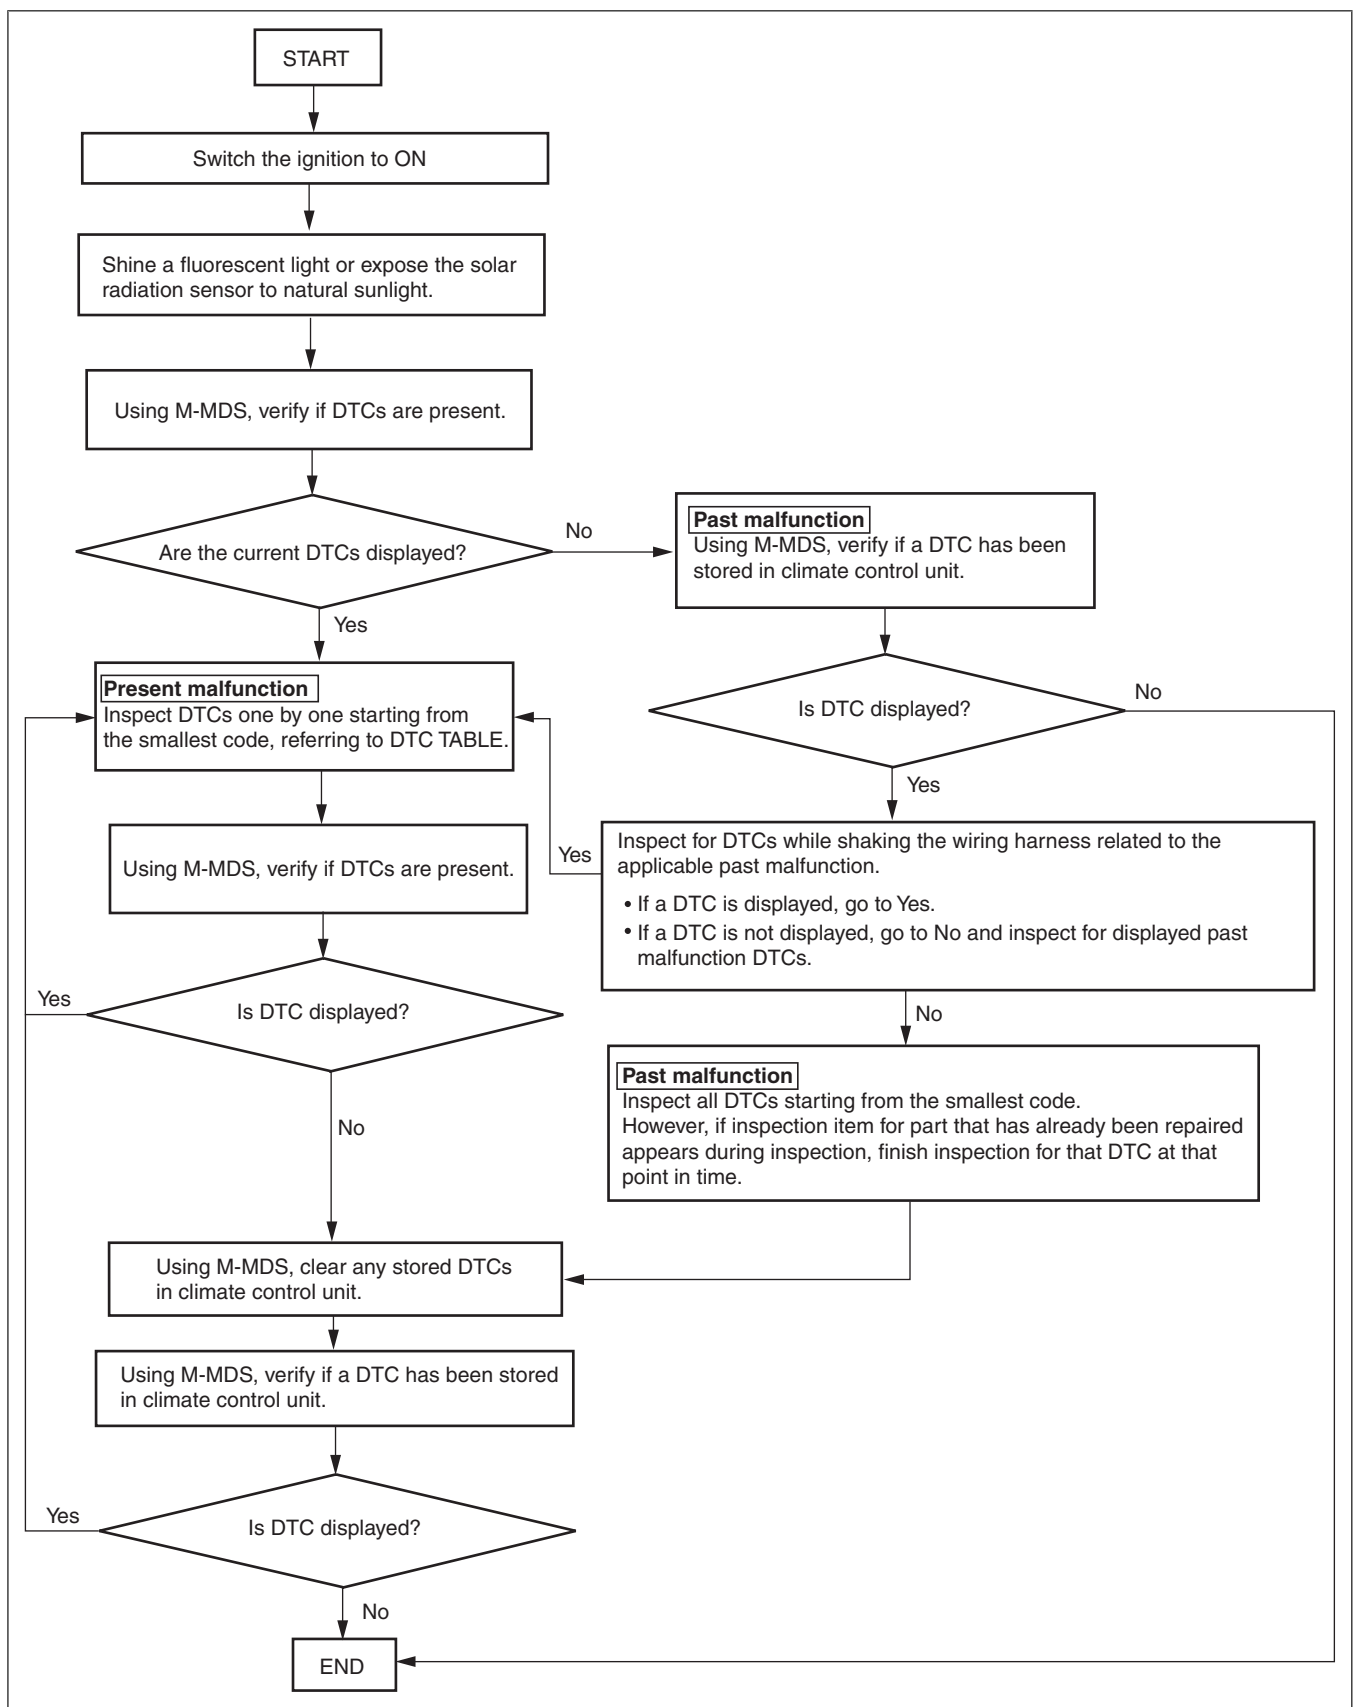 START
Switch the ignition to ON
Shine a fluorescent light or expose the solar
radiation sensor to natural sunlight.
Using M-MDS, verify if DTCs are present.
Are the current DTCs displayed?
No
Past malfunction
Using M-MDS, verify if a DTC has been
stored in climate control unit.
Yes
Present malfunction
Inspect DTCs one by one starting from
the smallest code, referring to DTC TABLE.
Is DTC displayed?
No
Yes
Using M-MDS, verify if DTCs are present.
Yes
Inspect for DTCs while shaking the wiring harness related to the
applicable past malfunction.
• If a DTC is displayed, go to Yes.
• If a DTC is not displayed, go to No and inspect for displayed past
malfunction DTCs.
Yes
Is DTC displayed?
No
No
Past malfunction
Inspect all DTCs starting from the smallest code.
However, if inspection item for part that has already been repaired
appears during inspection, finish inspection for that DTC at that
point in time.
Using M-MDS, clear any stored DTCs
in climate control unit.
Using M-MDS, verify if a DTC has been stored
in climate control unit.
Yes
Is DTC displayed?
No
END